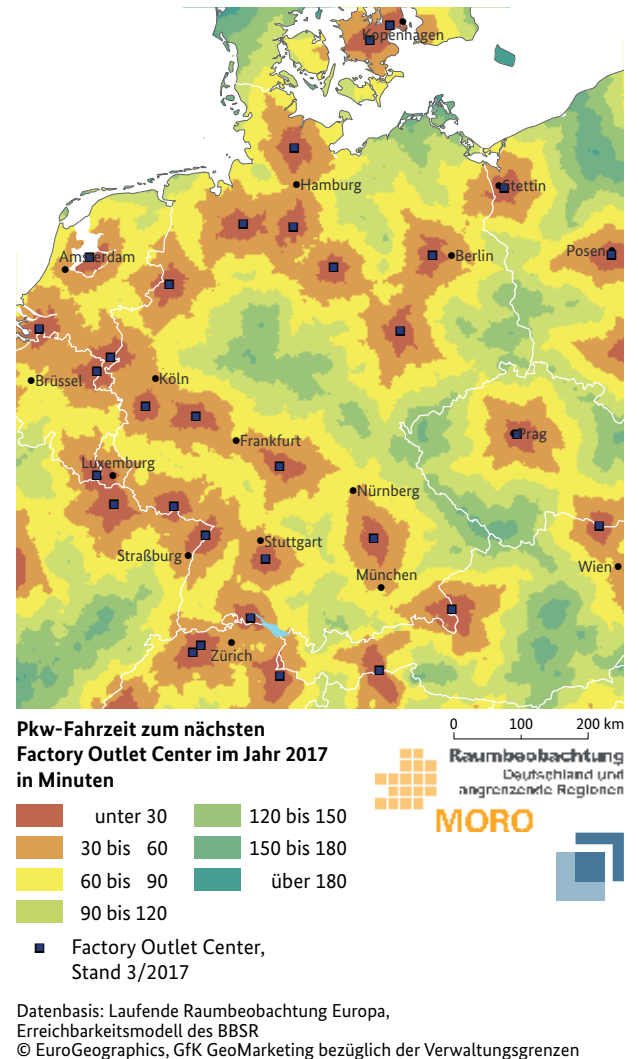 Kopenhagen
Hamburg
Stettin
Amsterdam
Berlin
Posen
Brüssel
Köln
Frankfurt
Prag
Luxemburg
Nürnberg
Straßburg
Stuttgart
Wien
München
Zürich
Pkw-Fahrzeit zum nächsten
Factory Outlet Center im Jahr 2017
in Minuten
0 100 200 km
Raumbeobachtung
Deutschland und
angrenzende Regionen
MORO
unter 30
30 bis 60
60 bis 90
90 bis 120
120 bis 150
150 bis 180
über 180
Factory Outlet Center,
Stand 3/2017
Datenbasis: Laufende Raumbeobachtung Europa,
Erreichbarkeitsmodell des BBSR
© EuroGeographics, GfK GeoMarketing bezüglich der Verwaltungsgrenzen